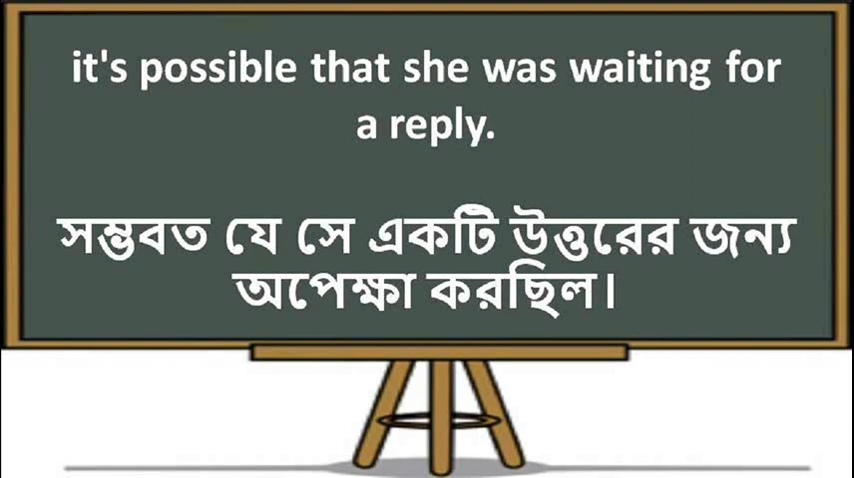 it's possible that she was waiting for
a reply.
সম্ভবত যে সে একটি উত্তরের জন্য
অপেক্ষা করছিল।